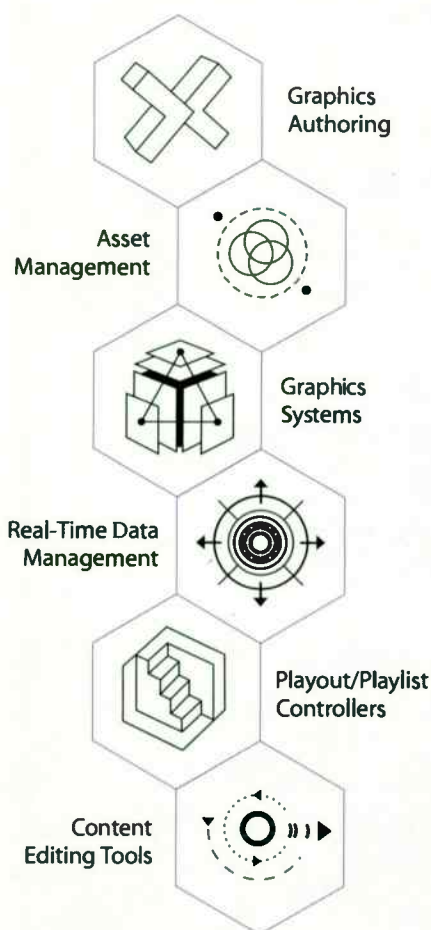 Graphics
Authoring
Asset
Management
Graphics
Systems
Real-Time Data
Management
Playout/Playlist
Controllers
Content
Editing Tools